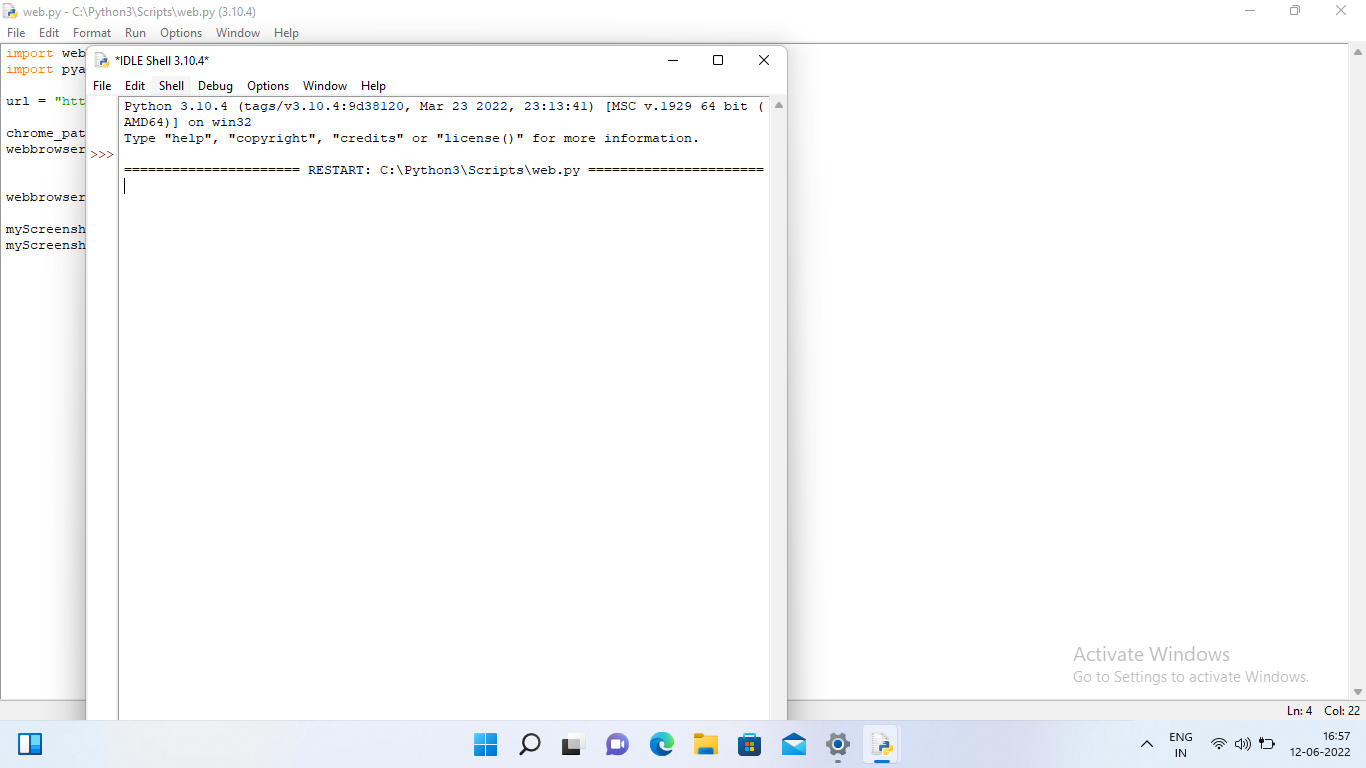 web.py - C:\Python3\Scripts\web.py (3.10.4)
File Edit Format Run Options Window Help
import web
import pya
url = "htt
chrome_pat
webbrowser
webbrowser
myScreensh
myScreensh
*IDLE Shell 3.10.4*
File Edit Shell Debug Options Window Help
Python 3.10.4 (tags/v3.10.4:9d38120, Mar 23 2022, 23:13:41) [MSC v.1929 64 bit (
AMD64)] on win32
Type "help", "copyright", "credits" or "license()" for more information.
>>>
====================== RESTART: C:\Python3\Scripts\web.py ======================
Activate Windows
Go to Settings to activate Windows.
Ln: 4 Col: 22
ENG
IN
16:57
12-06-2022